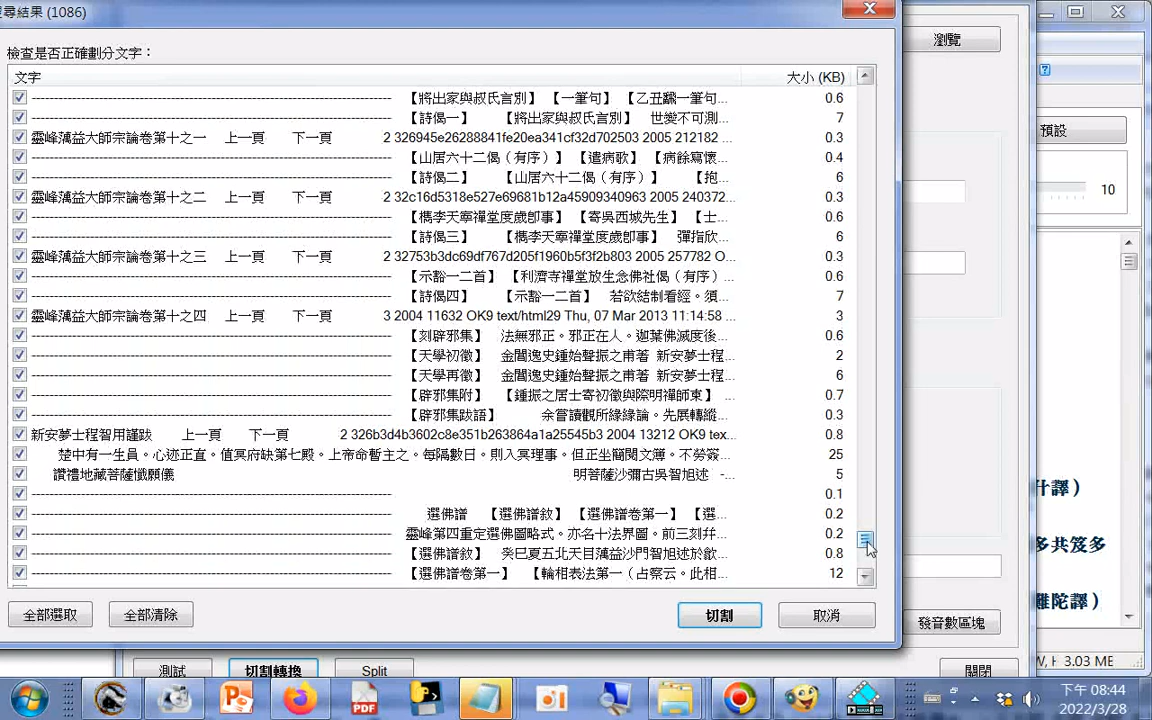 尋結果 (1086)
檢查是否正確劃分文字：
文字 大小 (KB)
【將出家與叔氏言別】 【一筆句】 【乙丑黐一筆句... 0.6
【詩偈一】 【將出家與叔氏言別】 世變不可測... 7
靈峰蕅益大師宗論卷第十之一 上一頁 下一頁 2 326945e26288841fe20ea341cf32d702503 2005 212182 ... 0.3
【山居六十二偈（有序）】 【遣病歌】 【病餘寫懷... 0.4
【詩偈二】 【山居六十二偈（有序）】 【抱... 6
靈峰蕅益大師宗論卷第十之二 上一頁 下一頁 2 32c16d5318e527e69681b12a45909340963 2005 240372... 0.3
【檇李天寧禪堂度歲卽事】 【寄吳西城先生】 【士... 0.6
【詩偈三】 【檇李天寧禪堂度歲卽事】 彈指欣... 6
靈峰蕅益大師宗論卷第十之三 上一頁 下一頁 2 32753b3dc69df767d205f1960b5f3f2b803 2005 257782 O... 0.3
【示豁一二首】 【利濟寺禪堂放生念佛社偈（有序）... 0.6
【詩偈四】 【示豁一二首】 若欲結制看經。須... 7
靈峰蕅益大師宗論卷第十之四 上一頁 下一頁 3 2004 11632 OK9 text/html29 Thu, 07 Mar 2013 11:14:58 ... 3
【刻辟邪集】 法無邪正。邪正在人。迦葉佛滅度後... 0.6
【天學初徵】 金閶逸史鍾始聲振之甫著 新安夢士程... 2
【天學再徵】 金閶逸史鍾始聲振之甫著 新安夢士程... 6
【辟邪集附】 【鍾振之居士寄初徵與際明禪師柬】 ... 0.7
【辟邪集跋語】 余嘗讀觀所緣緣論。先展轉縱... 0.3
新安夢士程智用謹跋 上一頁 下一頁 2 326b3d4b3602c8e351b263864a1a25545b3 2004 13212 OK9 tex... 0.8
楚中有一生員。心迹正直。值冥府缺第七殿。上帝命暫主之。每隔數日。則入冥理事。但正坐簡閱文簿。不勞簽... 25
讚禮地藏菩薩懺願儀 明菩薩沙彌古吳智旭述 -... 5
0.1
選佛譜 【選佛譜敘】 【選佛譜卷第一】 【選... 0.2
靈峰第四重定選佛圖略式。亦名十法界圖。前三刻幷... 0.2
【選佛譜敘】 癸巳夏五北天目蕅益沙門智旭述於歙... 0.8
【選佛譜卷第一】 【輪相表法第一（占察云。此相... 12
全部選取 全部清除 切割 取消
瀏覽
預設
10
什譯）
多共笈多
難陀譯）
發音數區塊
測試 切割轉換 Split 關閉
W, H 3.03 MB
下午 08:44
2022/3/28